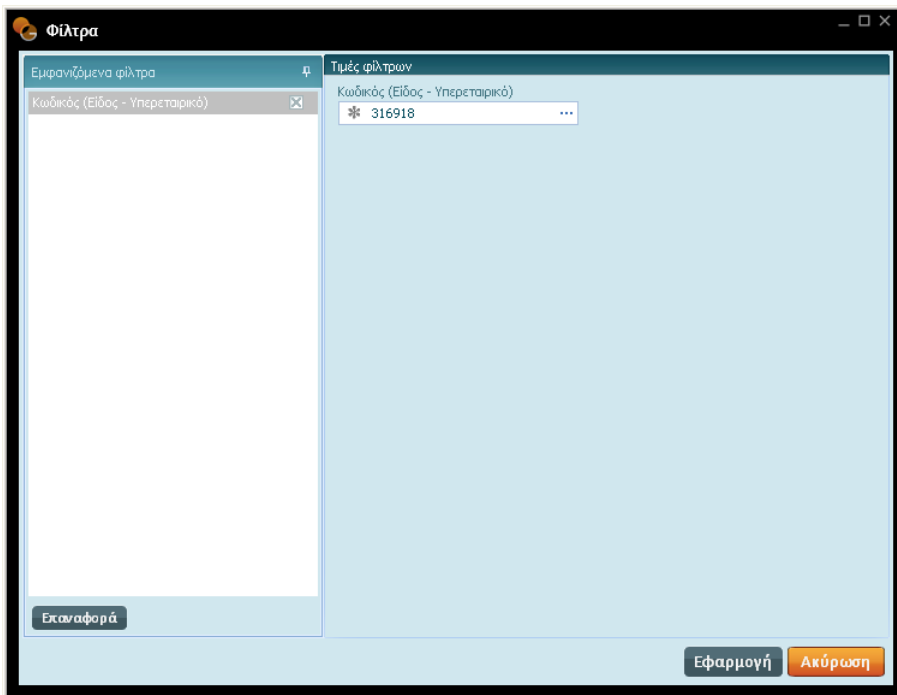 Φίλτρα
Εμφανιζόμενα φίλτρα
Κωδικός (Είδος - Υπερεταιρικό)
Τιμές φίλτρων
Κωδικός (Είδος - Υπερεταιρικό)
✱ 316918 ...
Επαναφορά
Εφαρμογή Ακύρωση